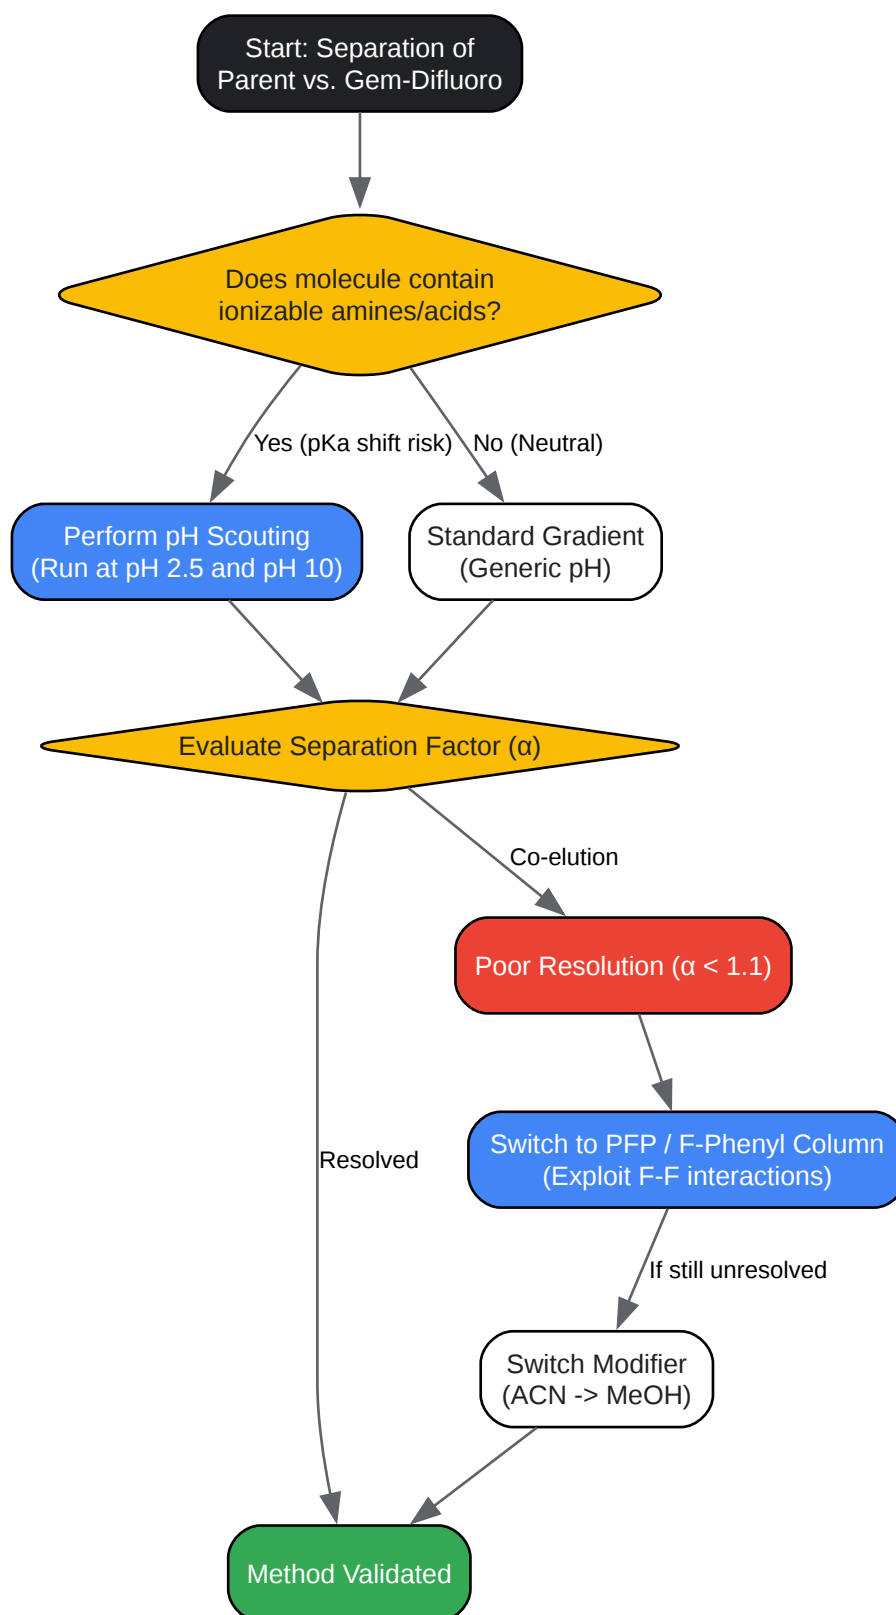 Start: Separation of
Parent vs. Gem-Difluoro
Does molecule contain
ionizable amines/acids?
Yes (pKa shift risk)
No (Neutral)
Perform pH Scouting
(Run at pH 2.5 and pH 10)
Standard Gradient
(Generic pH)
Evaluate Separation Factor (α)
Co-elution
Poor Resolution (α < 1.1)
Switch to PFP / F-Phenyl Column
(Exploit F-F interactions)
Resolved
If still unresolved
Switch Modifier
(ACN -> MeOH)
Method Validated